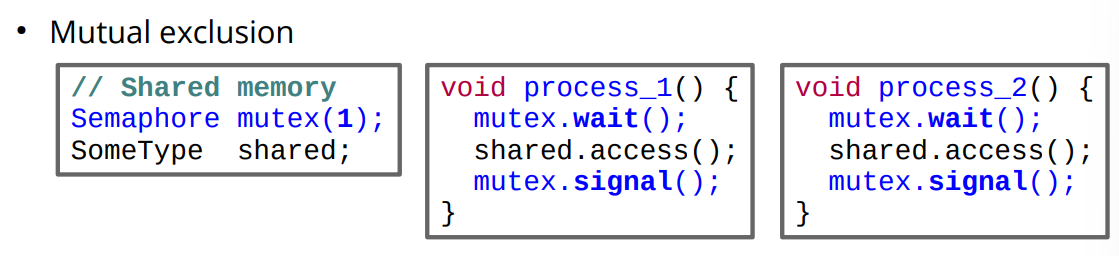 • Mutual exclusion
// Shared memory
Semaphore mutex(1);
SomeType  shared;
void process_1() {
  mutex.wait();
  shared.access();
  mutex.signal();
}
void process_2() {
  mutex.wait();
  shared.access();
  mutex.signal();
}